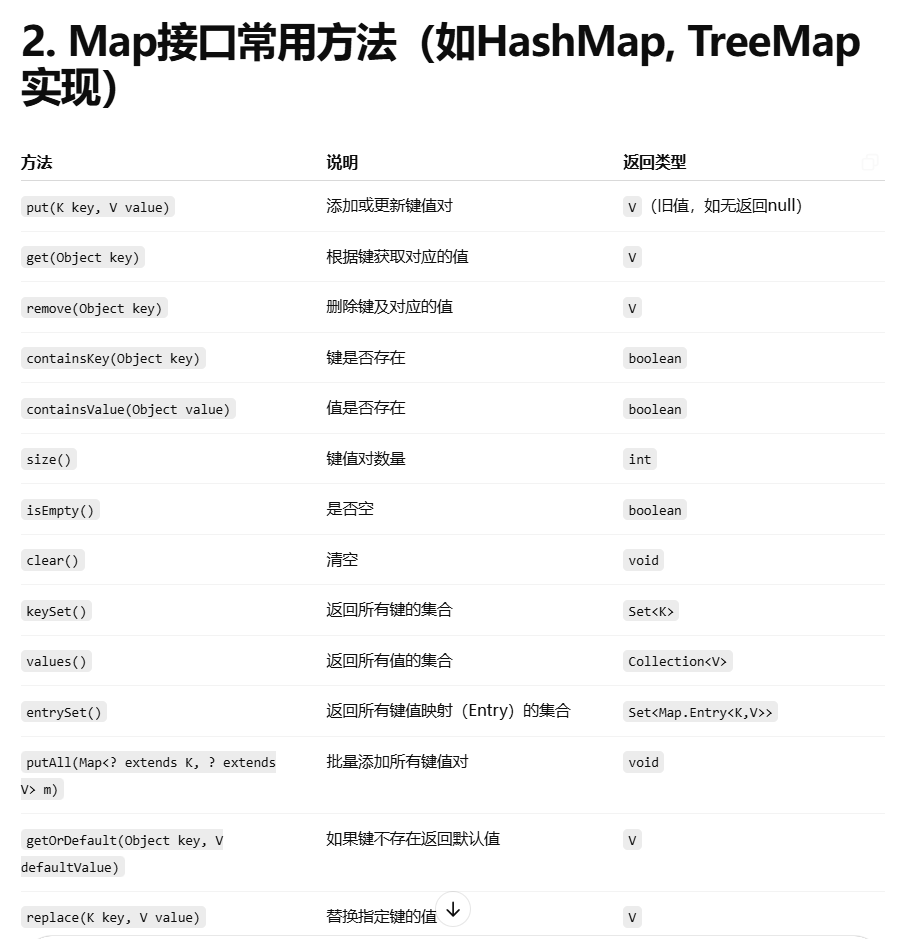 2. Map接口常用方法（如HashMap, TreeMap
实现）
方法 说明 返回类型
put(K key, V value) 添加或更新键值对 V（旧值，如无返回null）
get(Object key) 根据键获取对应的值 V
remove(Object key) 删除键及对应的值 V
containsKey(Object key) 键是否存在 boolean
containsValue(Object value) 值是否存在 boolean
size() 键值对数量 int
isEmpty() 是否空 boolean
clear() 清空 void
keySet() 返回所有键的集合 Set<K>
values() 返回所有值的集合 Collection<V>
entrySet() 返回所有键值映射（Entry）的集合 Set<Map.Entry<K,V>>
putAll(Map<? extends K, ? extends 批量添加所有键值对 void
V> m)
getOrDefault(Object key, V 如果键不存在返回默认值 V
defaultValue)
replace(K key, V value) 替换指定键的值 V